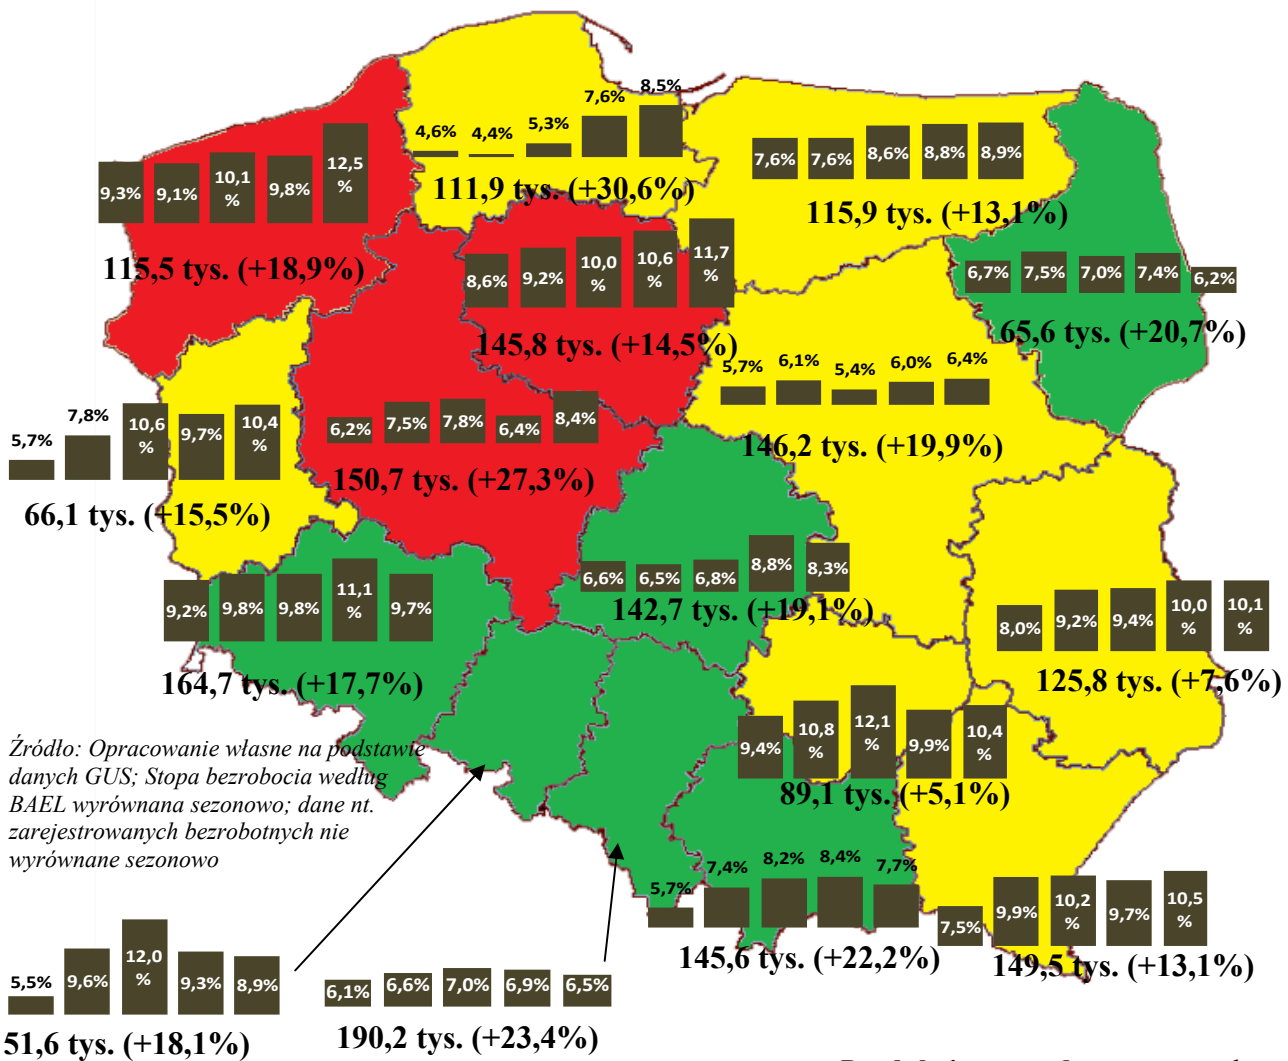 4,6% 4,4% 5,3% 7,6% 8,5%
111,9 tys. (+30,6%)
7,6% 7,6% 8,6% 8,8% 8,9%
115,9 tys. (+13,1%)
9,3% 9,1% 10,1% 9,8% 12,5%
115,5 tys. (+18,9%)
8,6% 9,2% 10,0% 10,6% 11,7%
145,8 tys. (+14,5%)
6,7% 7,5% 7,0% 7,4% 6,2%
65,6 tys. (+20,7%)
5,7% 6,1% 5,4% 6,0% 6,4%
146,2 tys. (+19,9%)
5,7% 7,8% 10,6% 9,7% 10,4%
66,1 tys. (+15,5%)
6,2% 7,5% 7,8% 6,4% 8,4%
150,7 tys. (+27,3%)
6,6% 6,5% 6,8% 8,8% 8,3%
142,7 tys. (+19,1%)
9,2% 9,8% 9,8% 11,1% 9,7%
164,7 tys. (+17,7%)
8,0% 9,2% 9,4% 10,0% 10,1%
125,8 tys. (+7,6%)
9,4% 10,8% 12,1% 9,9% 10,4%
89,1 tys. (+5,1%)
Źródło: Opracowanie własne na podstawie
danych GUS; Stopa bezrobocia według
BAEL wyrównana sezonowo; dane nt.
zarejestrowanych bezrobotnych nie
wyrównane sezonowo
5,7% 7,4% 8,2% 8,4% 7,7%
145,6 tys. (+22,2%)
7,5% 9,9% 10,2% 9,7% 10,5%
149,5 tys. (+13,1%)
5,5% 9,6% 12,0% 9,3% 8,9%
51,6 tys. (+18,1%)
6,1% 6,6% 7,0% 6,9% 6,5%
190,2 tys. (+23,4%)